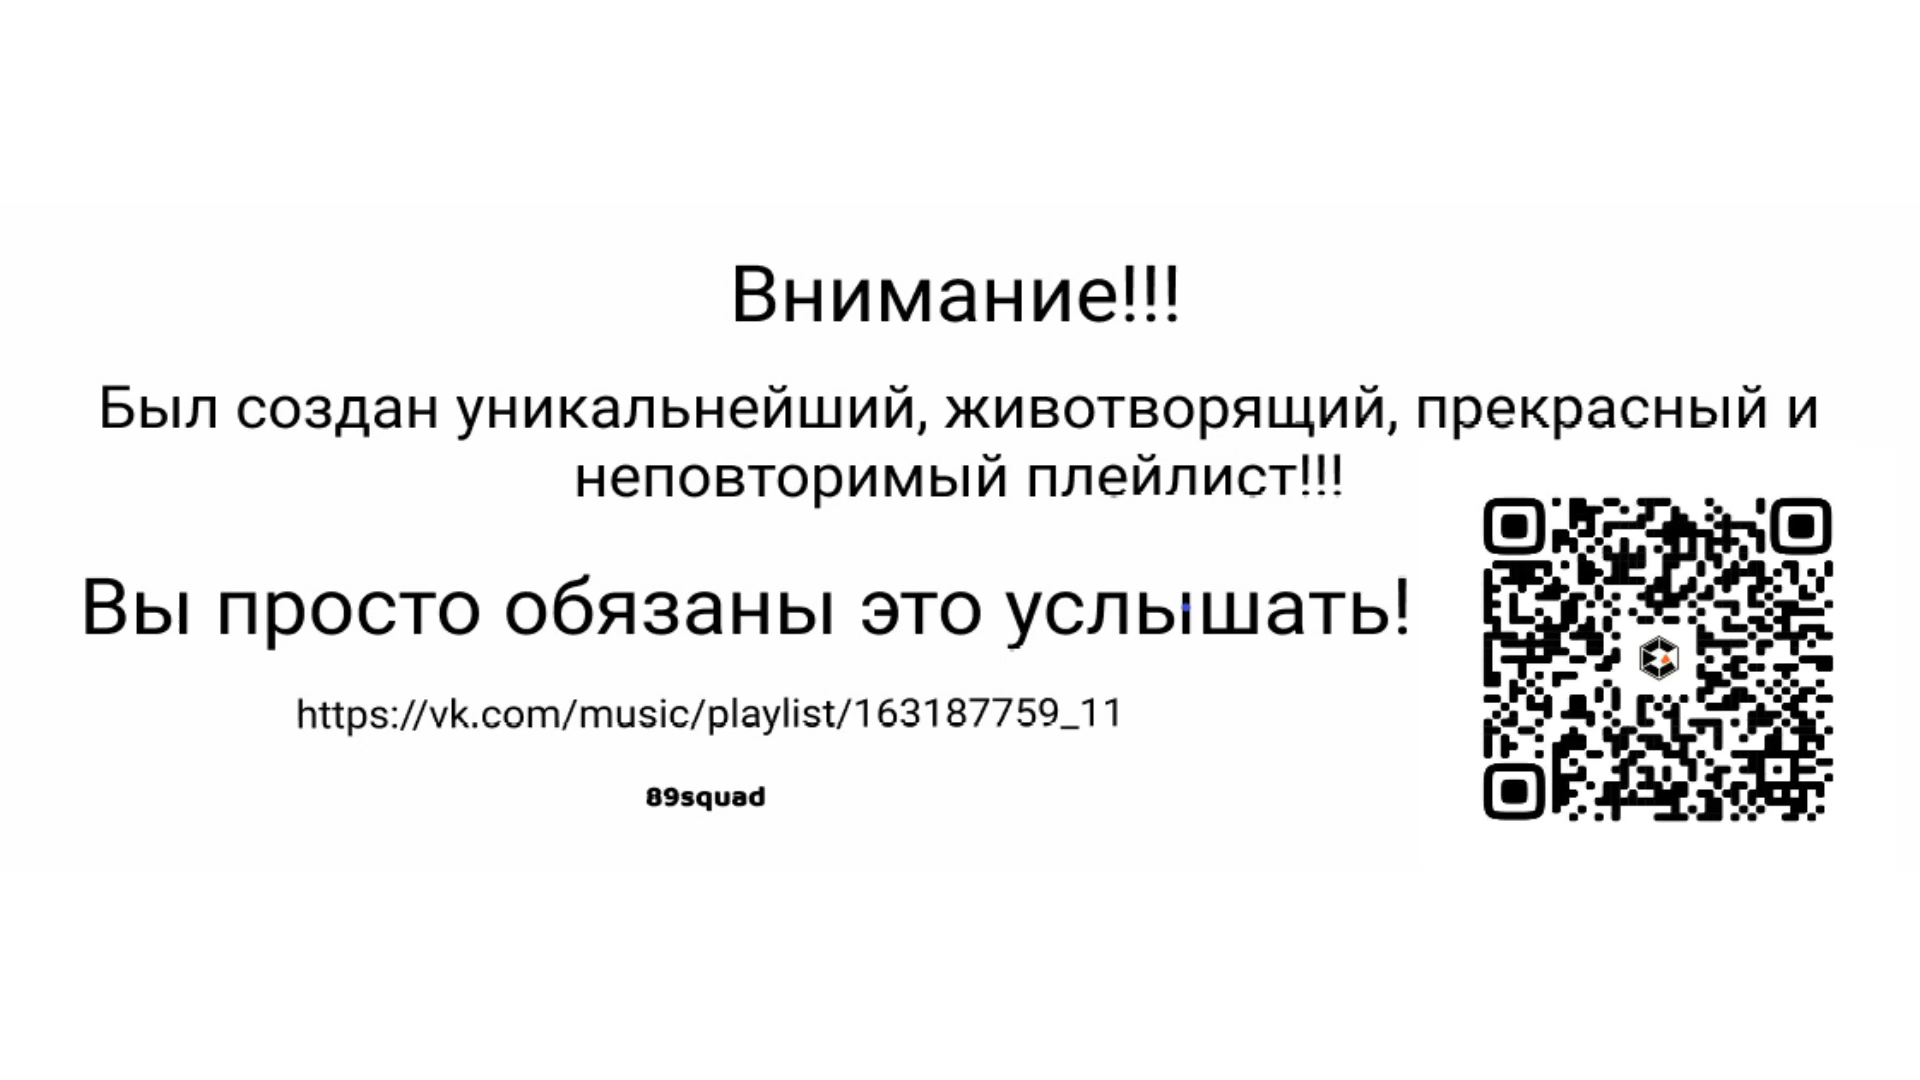 Внимание!!!
Был создан уникальнейший, животворящий, прекрасный и
неповторимый плейлист!!!
Вы просто обязаны это услышать!
https://vk.com/music/playlist/163187759_11
89squad